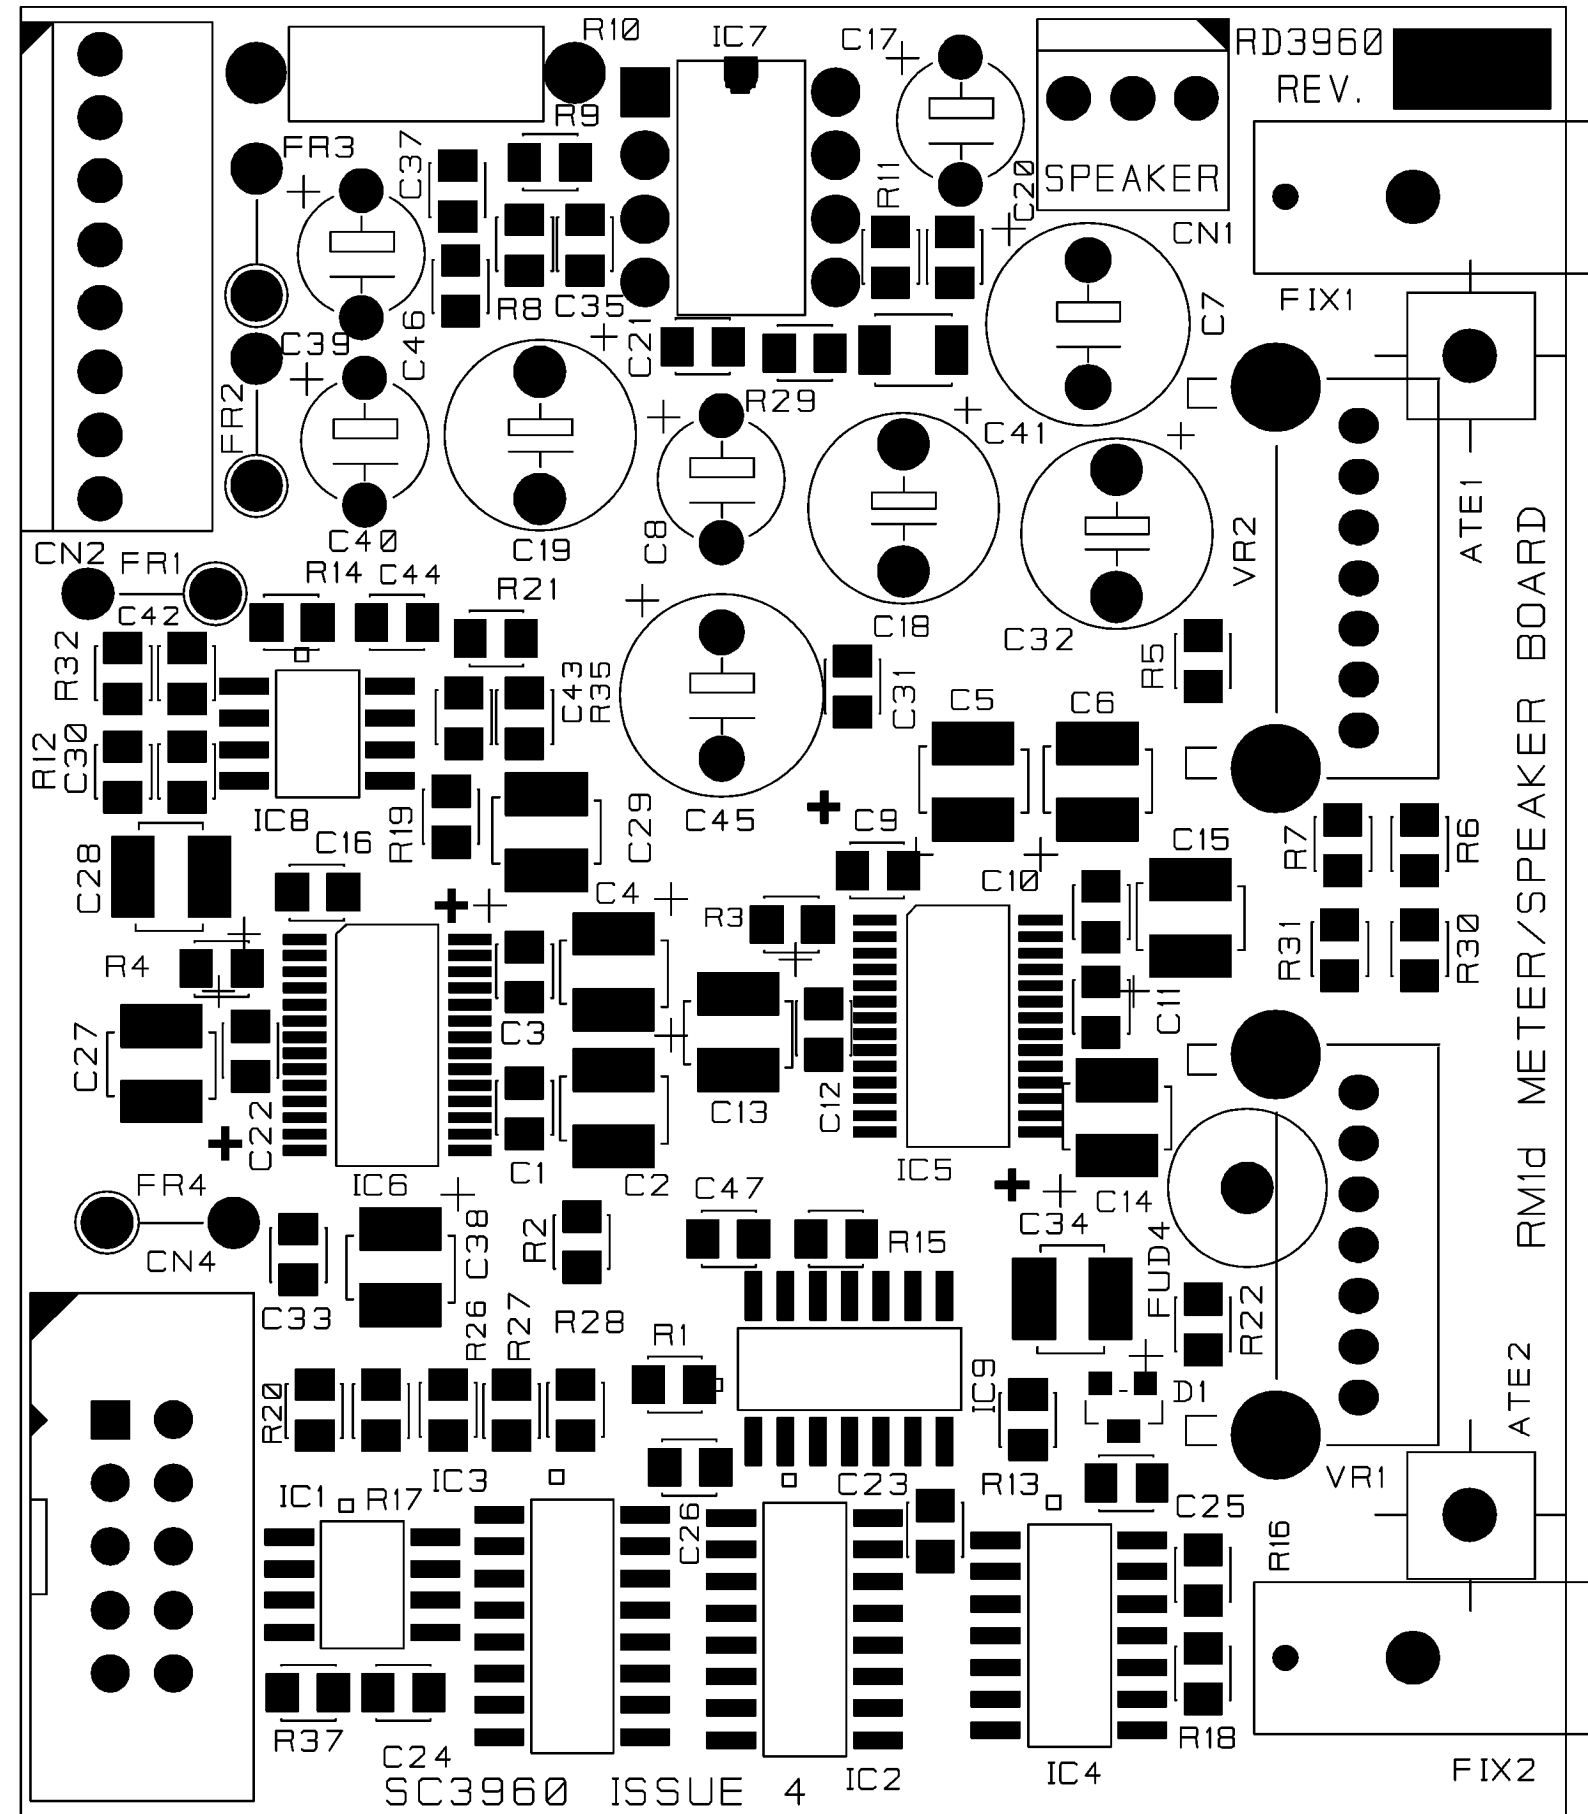 R10
IC7
C17
RD3960
REV.
R9
FR3
C37
R11
C20
SPEAKER
CN1
FIX1
R8
C35
C7
C39
C46
C21
R29
FR2
C41
C40
C19
C8
VR2
ATE1
CN2
FR1
R14
C44
R21
C42
C18
C32
R32
C43
R35
C31
R5
C5
C6
R12
C30
IC8
R19
C29
C45
C9
C16
C28
C10
C15
R7
R6
C4
R3
R4
R31
R30
C27
C3
C11
C13
C12
C22
IC5
FR4
IC6
C1
C2
C47
C14
C34
RM1d METER/SPEAKER BOARD
CN4
C38
R2
R15
FUD4
C33
R26
R27
R28
R1
R22
R20
IC9
D1
ATE2
IC3
IC1
R17
C23
R13
VR1
C26
C25
R16
R37
C24
R18
IC2
IC4
FIX2
SC3960 ISSUE 4